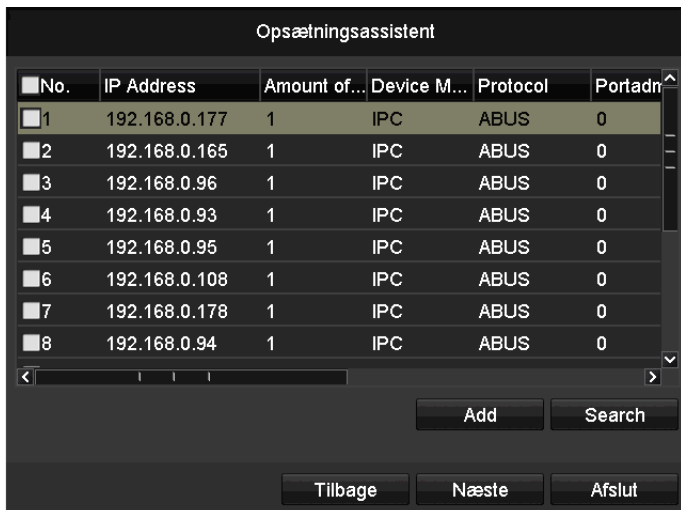 Opsætningsassistent
No. IP Address Amount of... Device M... Protocol Portadm
1 192.168.0.177 1 IPC ABUS 0
2 192.168.0.165 1 IPC ABUS 0
3 192.168.0.96 1 IPC ABUS 0
4 192.168.0.93 1 IPC ABUS 0
5 192.168.0.95 1 IPC ABUS 0
6 192.168.0.108 1 IPC ABUS 0
7 192.168.0.178 1 IPC ABUS 0
8 192.168.0.94 1 IPC ABUS 0
Add Search
Tilbage Næste Afslut